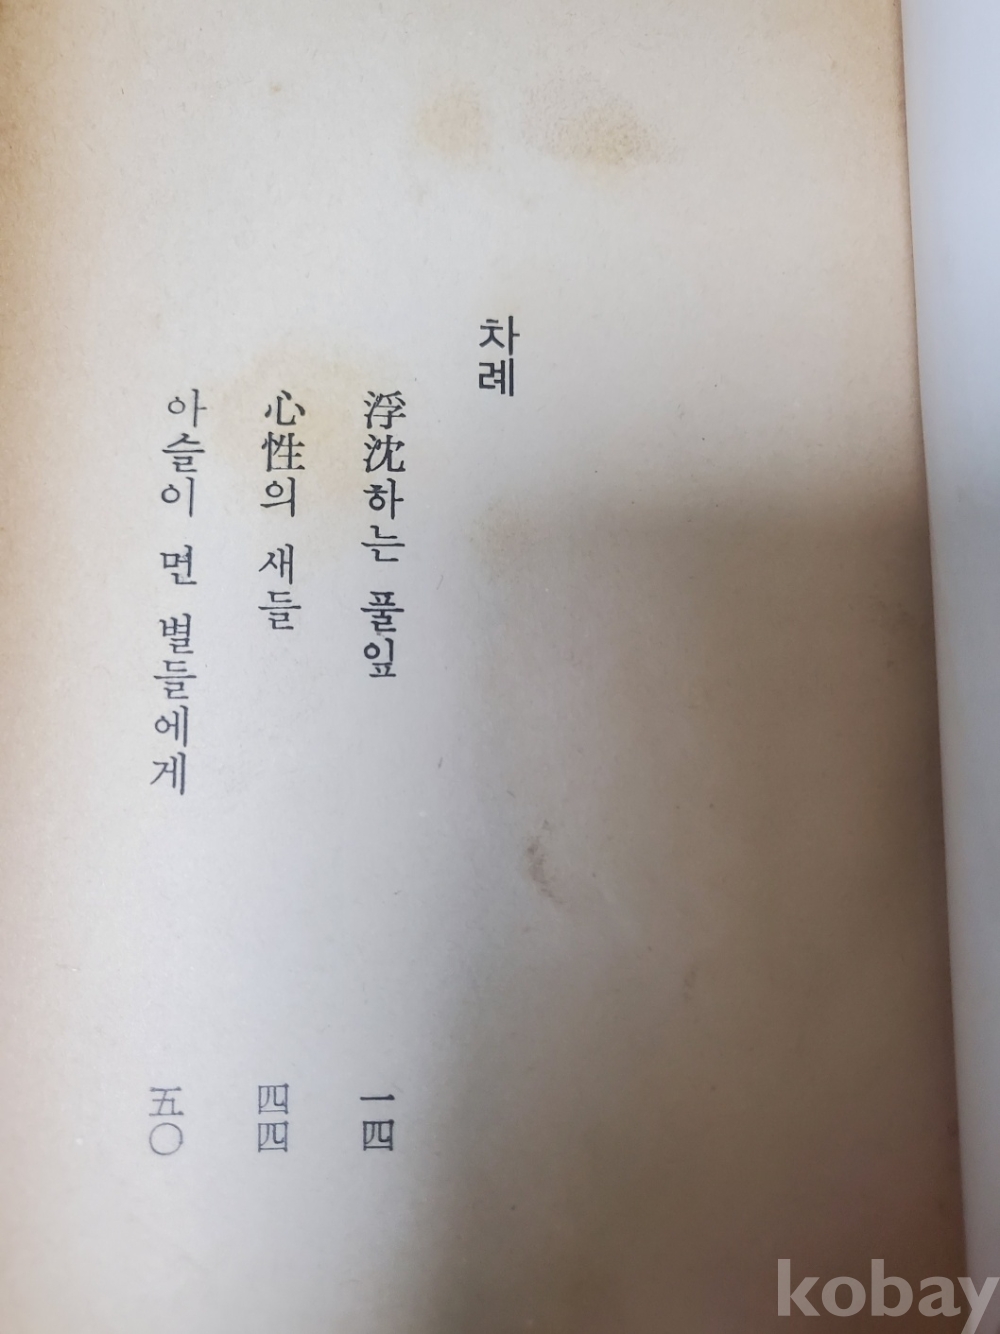 차례
浮沈하는 풀잎 一四
心性의 새들 四四
아슬이 면 별들에게 五〇
kobay